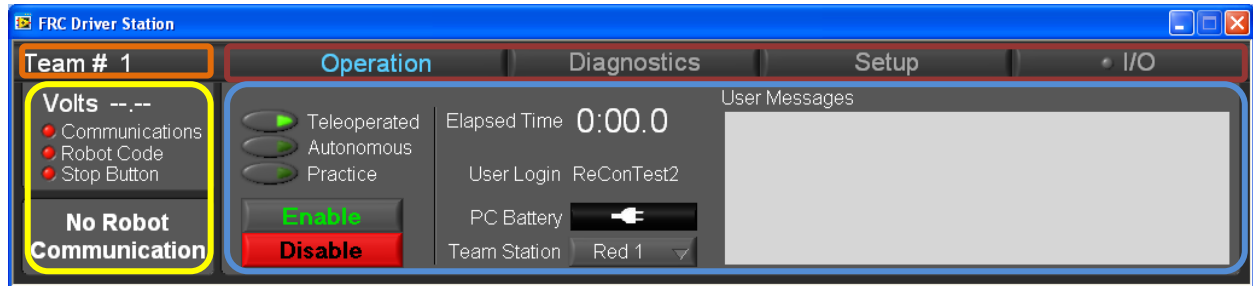 FRC Driver Station
Team # 1
Operation
Diagnostics
Setup
I/O
Volts --.--
Communications
Robot Code
Stop Button
No Robot
Communication
Teleoperated
Autonomous
Practice
Enable
Disable
Elapsed Time 0:00.0
User Login ReConTest2
PC Battery
Team Station Red 1
User Messages